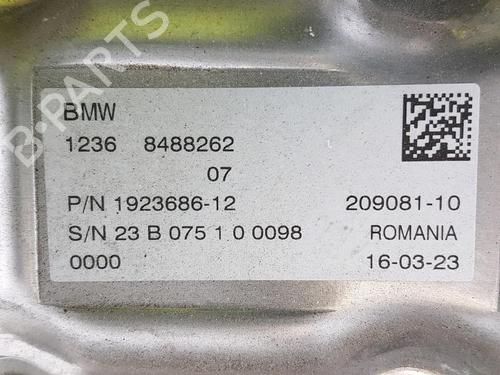 B-PARTS
BMW
1236 8488262
07
P/N 1923686-12 209081-10
S/N 23 B 075 1 0 0098 ROMANIA
0000 16-03-23